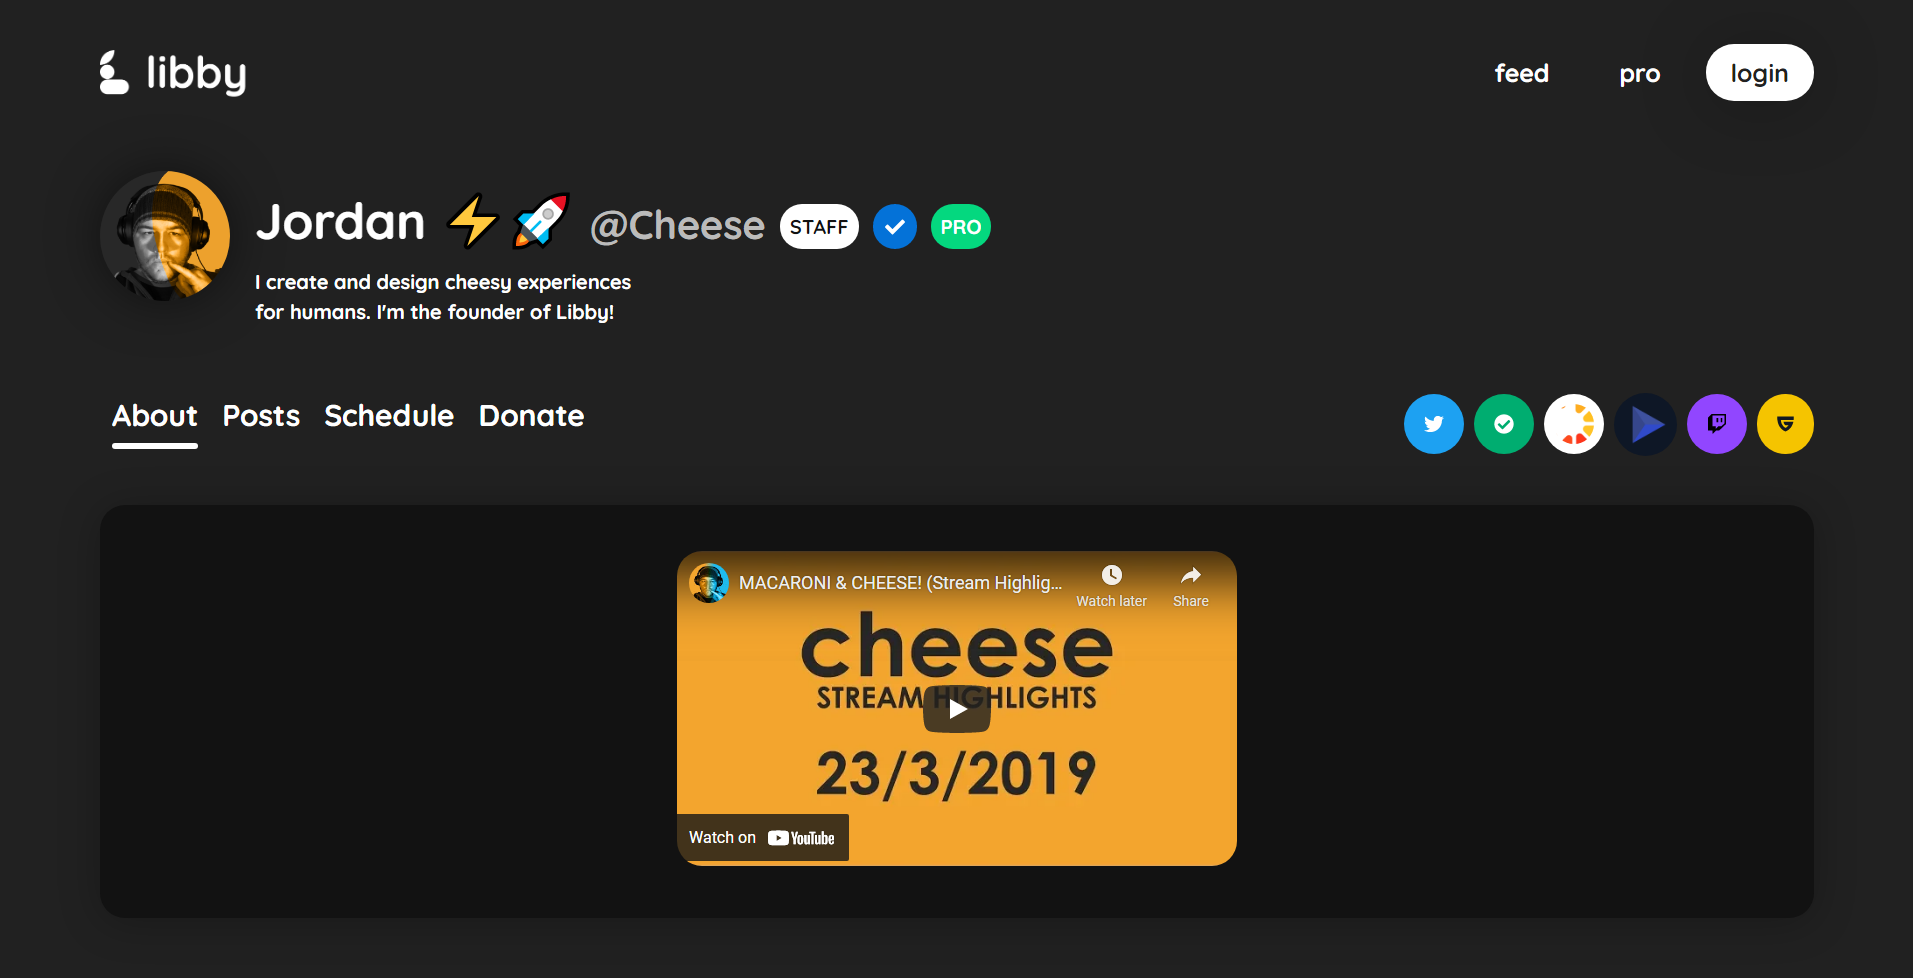 libby
feed
pro
login
Jordan ⚡🚀 @Cheese STAFF PRO
I create and design cheesy experiences
for humans. I'm the founder of Libby!
About
Posts
Schedule
Donate
MACARONI & CHEESE! (Stream Highlig...
Watch later
Share
cheese
STREAM HIGHLIGHTS
23/3/2019
Watch on YouTube